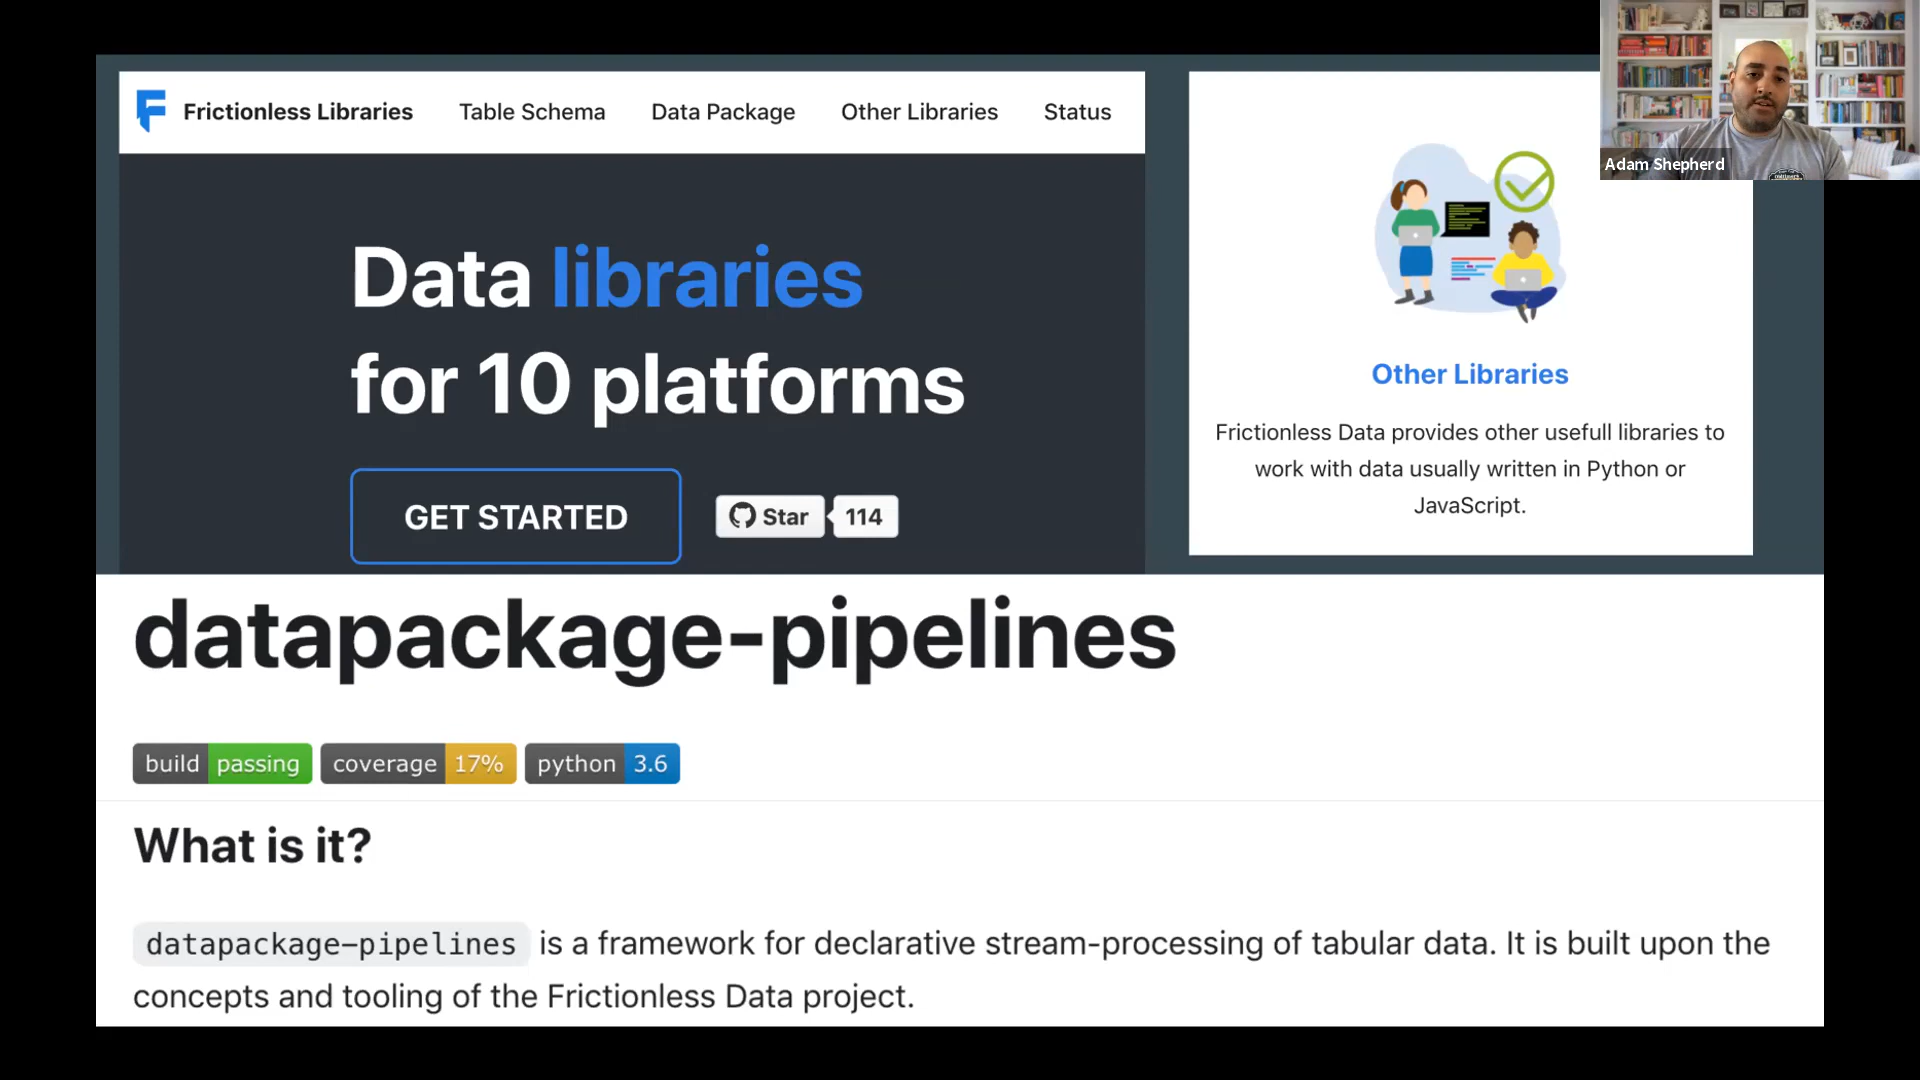 Frictionless Libraries Table Schema Data Package Other Libraries Status
Data libraries
for 10 platforms
GET STARTED
Star 114
Other Libraries
Frictionless Data provides other usefull libraries to
work with data usually written in Python or
JavaScript.
Adam Shepherd
datapackage-pipelines
build passing coverage 17% python 3.6
What is it?
datapackage-pipelines is a framework for declarative stream-processing of tabular data. It is built upon the
concepts and tooling of the Frictionless Data project.